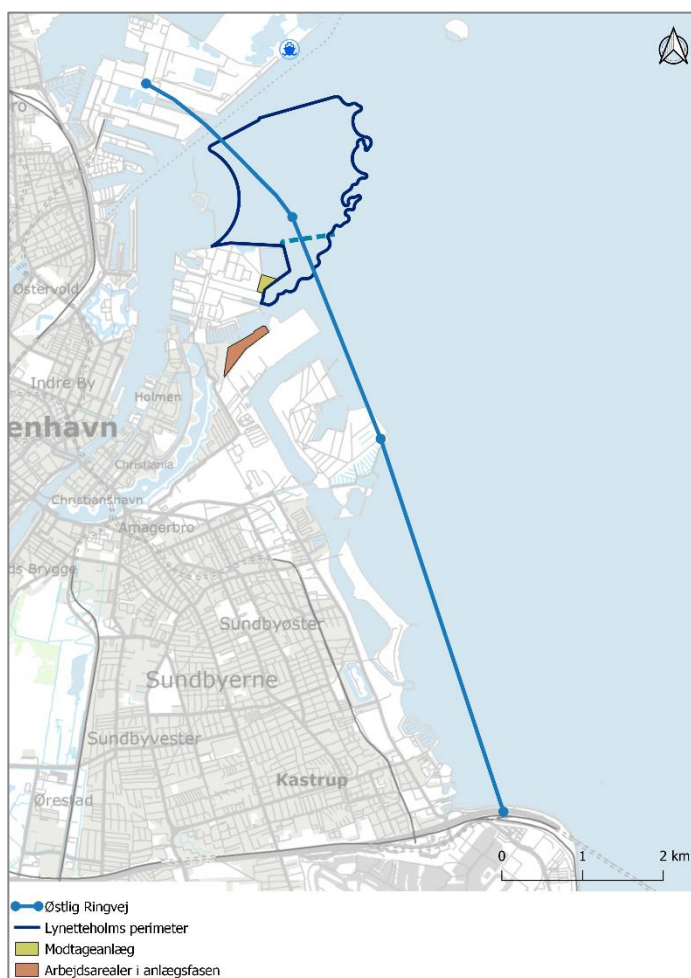 ro
Østervold
Indre By
Holmen
enhavn
Christiania
Christianshavn
Amagerbro
ds Brygge
Sundbyøster
Sundbyerne
Sundbyvester
Kastrup
Ørestad
0 1 2 km
Østlig Ringvej
Lynetteholms perimeter
Modtageanlæg
Arbejdsarealer i anlægsfasen